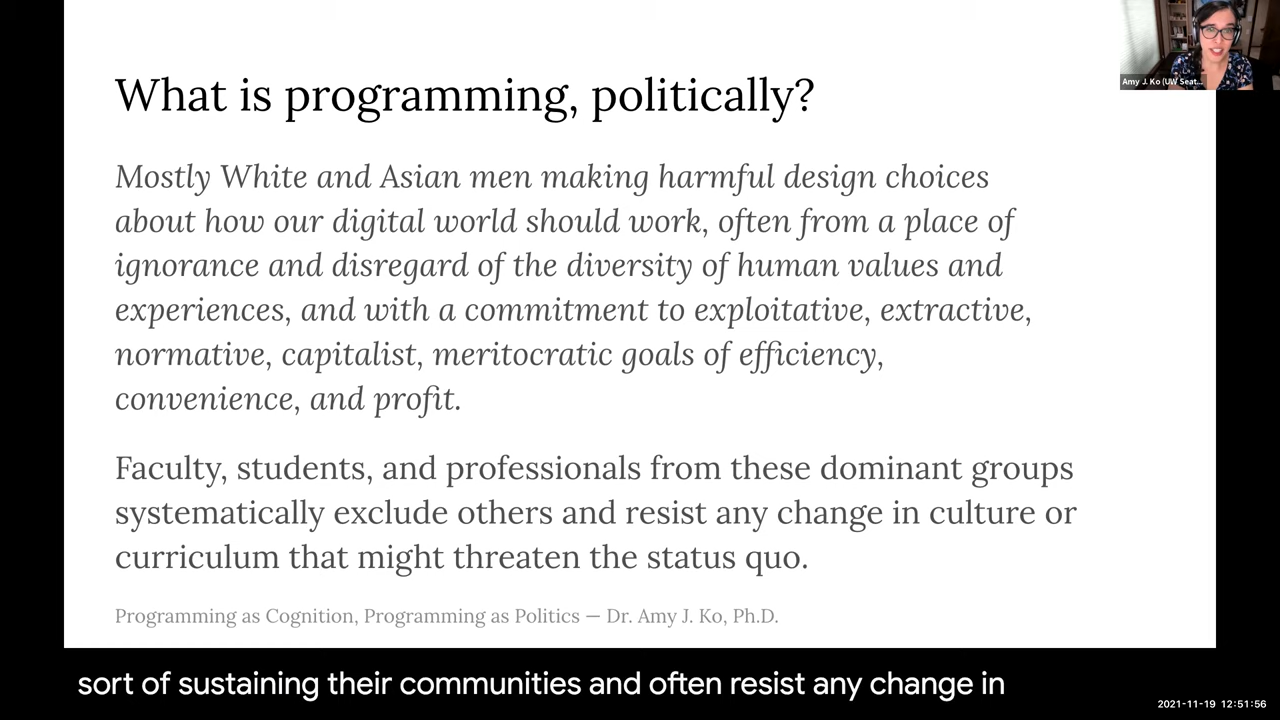 Amy J. Ko (UW Seat...
What is programming, politically?
Mostly White and Asian men making harmful design choices
about how our digital world should work, often from a place of
ignorance and disregard of the diversity of human values and
experiences, and with a commitment to exploitative, extractive,
normative, capitalist, meritocratic goals of efficiency,
convenience, and profit.
Faculty, students, and professionals from these dominant groups
systematically exclude others and resist any change in culture or
curriculum that might threaten the status quo.
Programming as Cognition, Programming as Politics — Dr. Amy J. Ko, Ph.D.
sort of sustaining their communities and often resist any change in
2021-11-19 12:51:56